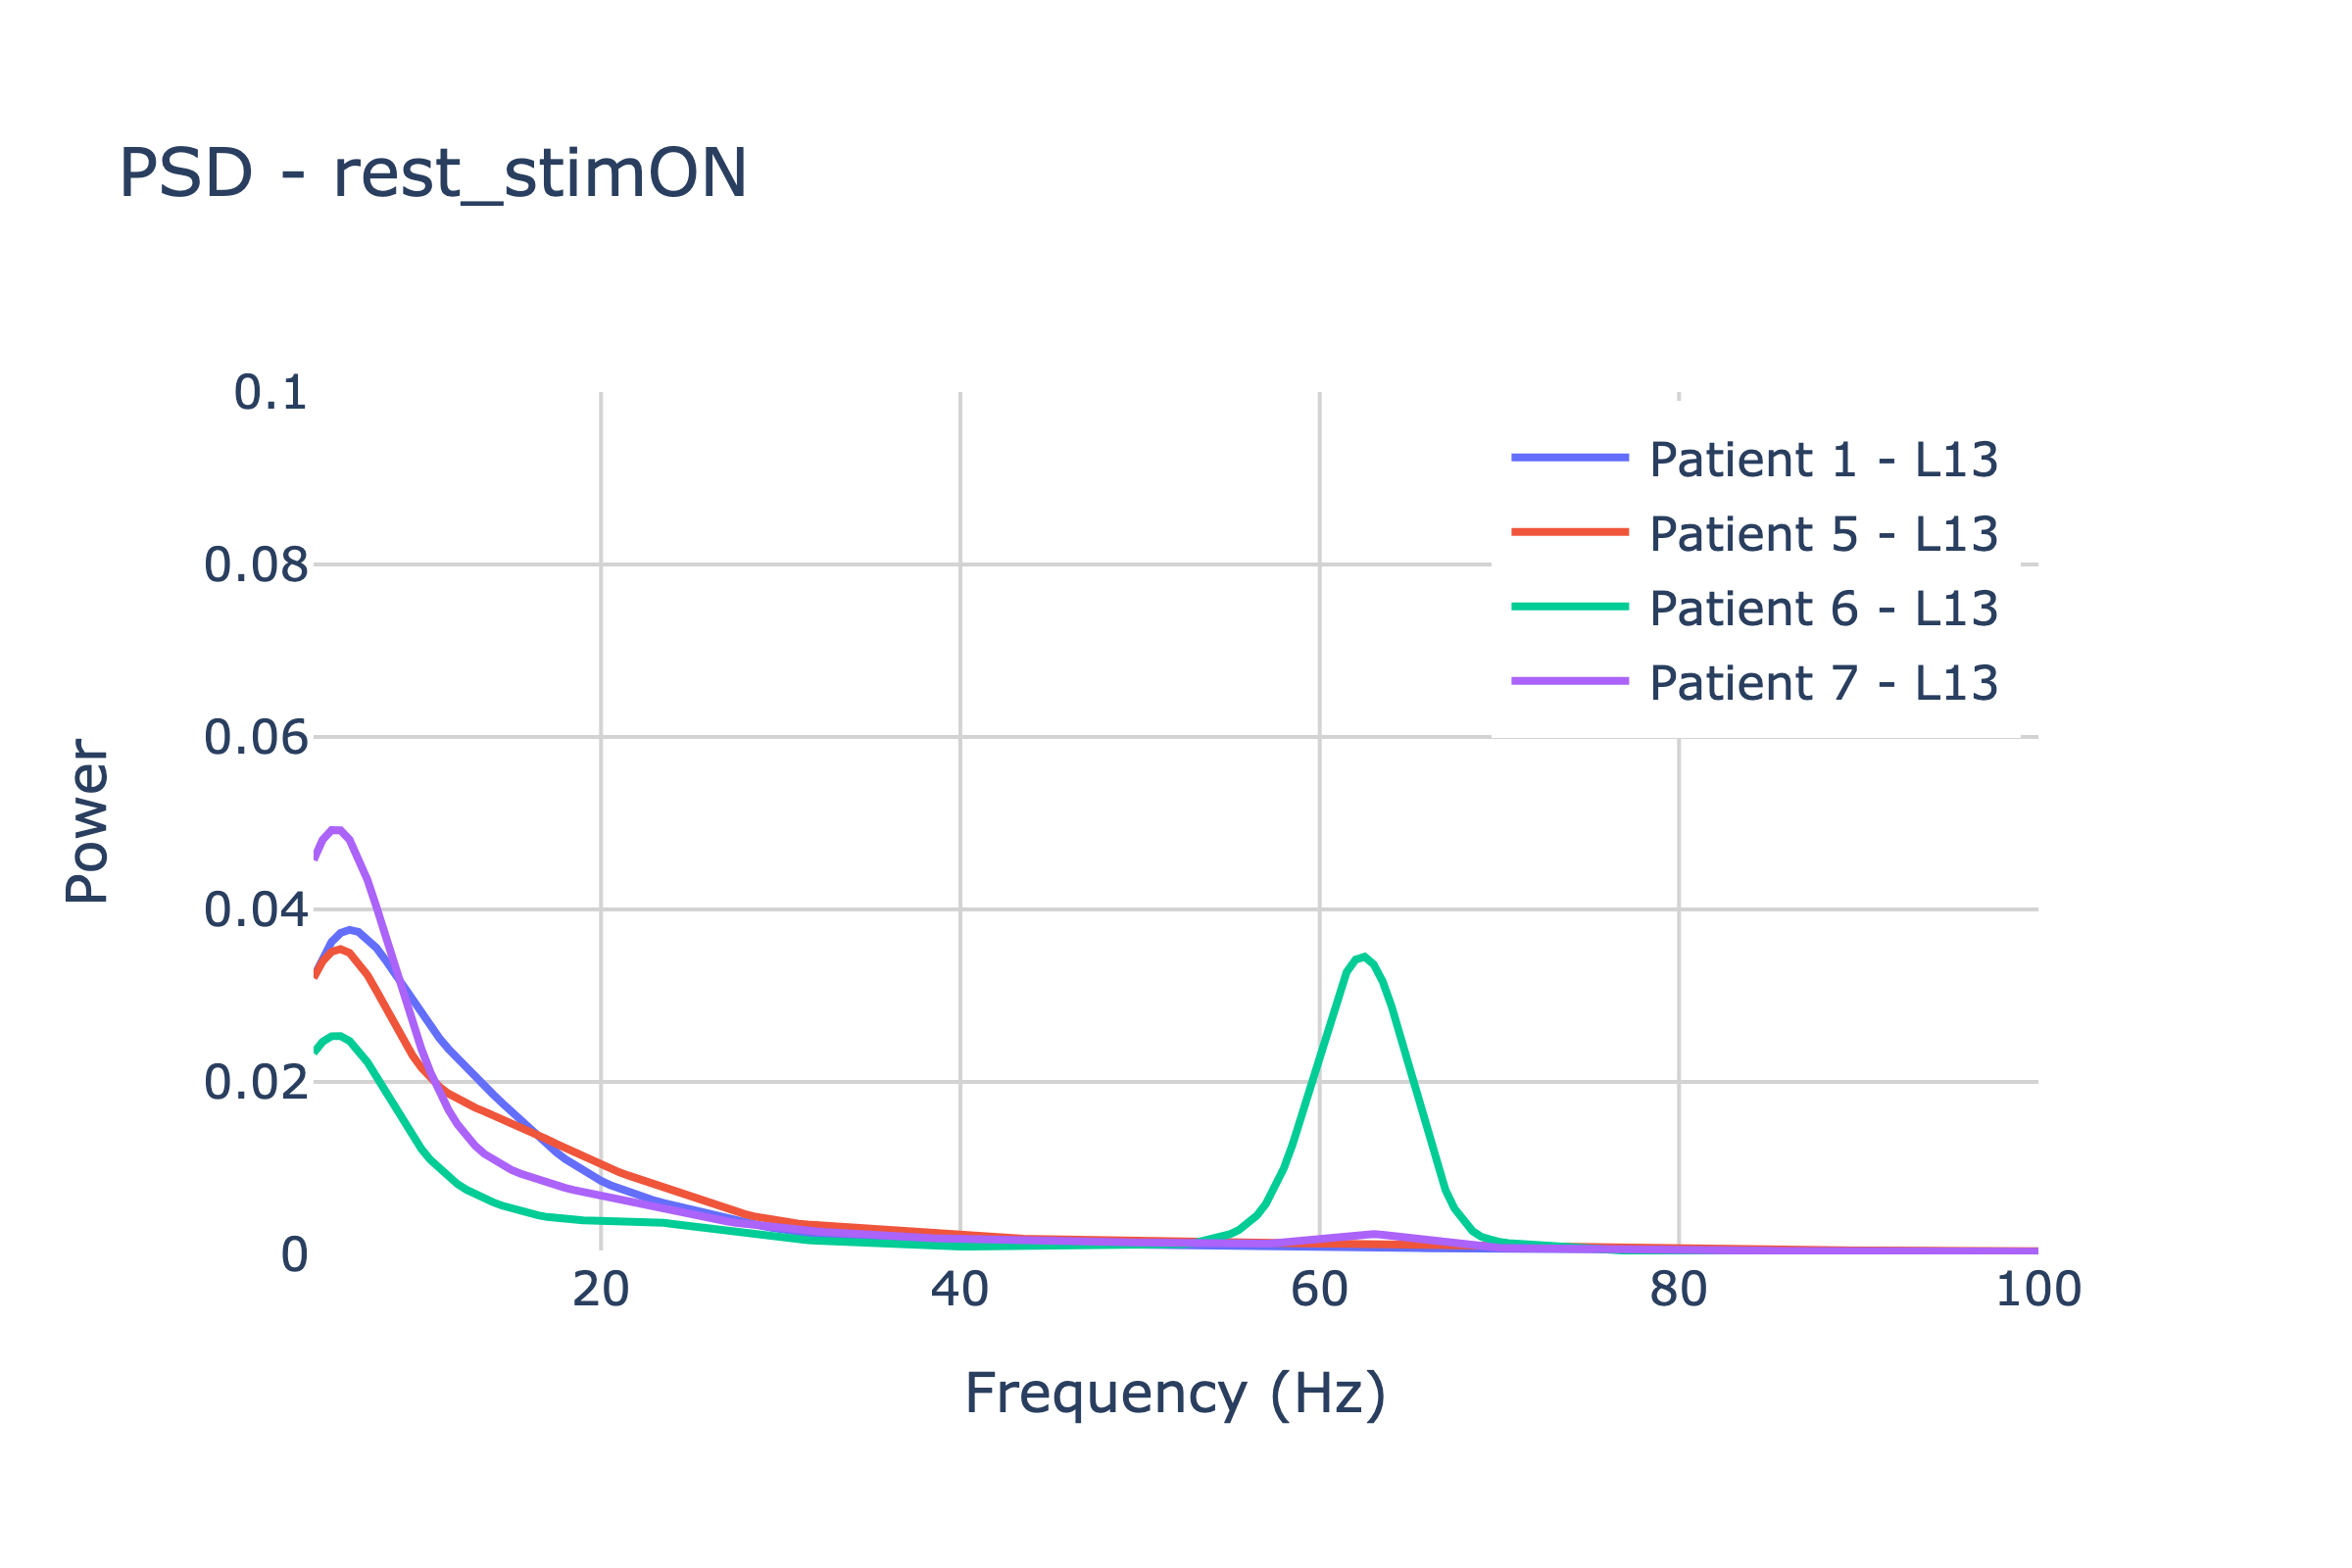 PSD - rest_stimON
0.1
0.08
0.06
0.04
0.02
0
Power
20
40
60
80
100
Frequency (Hz)
Patient 1 - L13
Patient 5 - L13
Patient 6 - L13
Patient 7 - L13